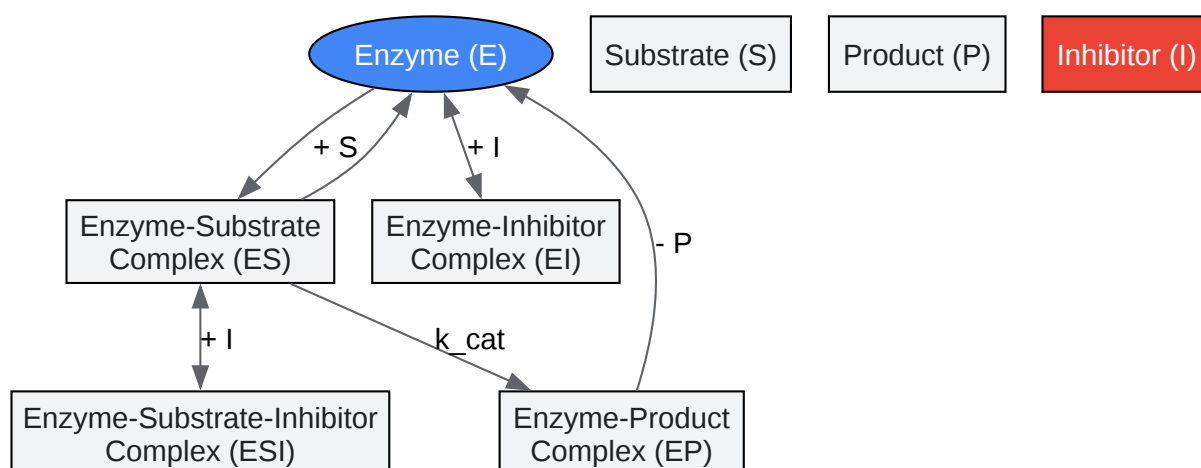 Enzyme (E)
Substrate (S)
Product (P)
Inhibitor (I)
+ S
+ I
Enzyme-Substrate
Complex (ES)
Enzyme-Inhibitor
Complex (EI)
- P
+ I
k_cat
Enzyme-Substrate-Inhibitor
Complex (ESI)
Enzyme-Product
Complex (EP)